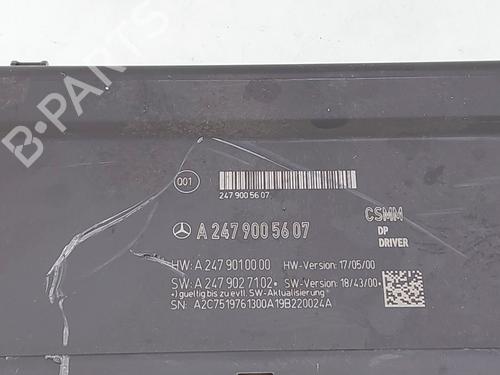 B-PARTS
001
247 900 56 07
A 247 900 56 07
CSMM
DP
DRIVER
HW: A 247 901 00 00 HW-Version: 17/05/00
SW: A 247 902 71 02• SW-Version: 18/43/00•
•) gueltig bis zu evtl. SW-Aktualisierung
SN: A2C7519761300A19B220024A